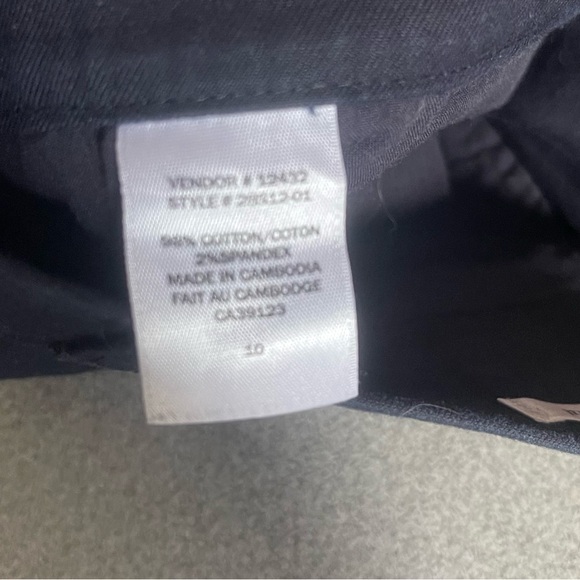 VENDOR # 12432
STYLE # 28312-01
98% COTTON/COTON
2%SPANDEX
MADE IN CAMBODIA
FAIT AU CAMBODGE
CA39123
10